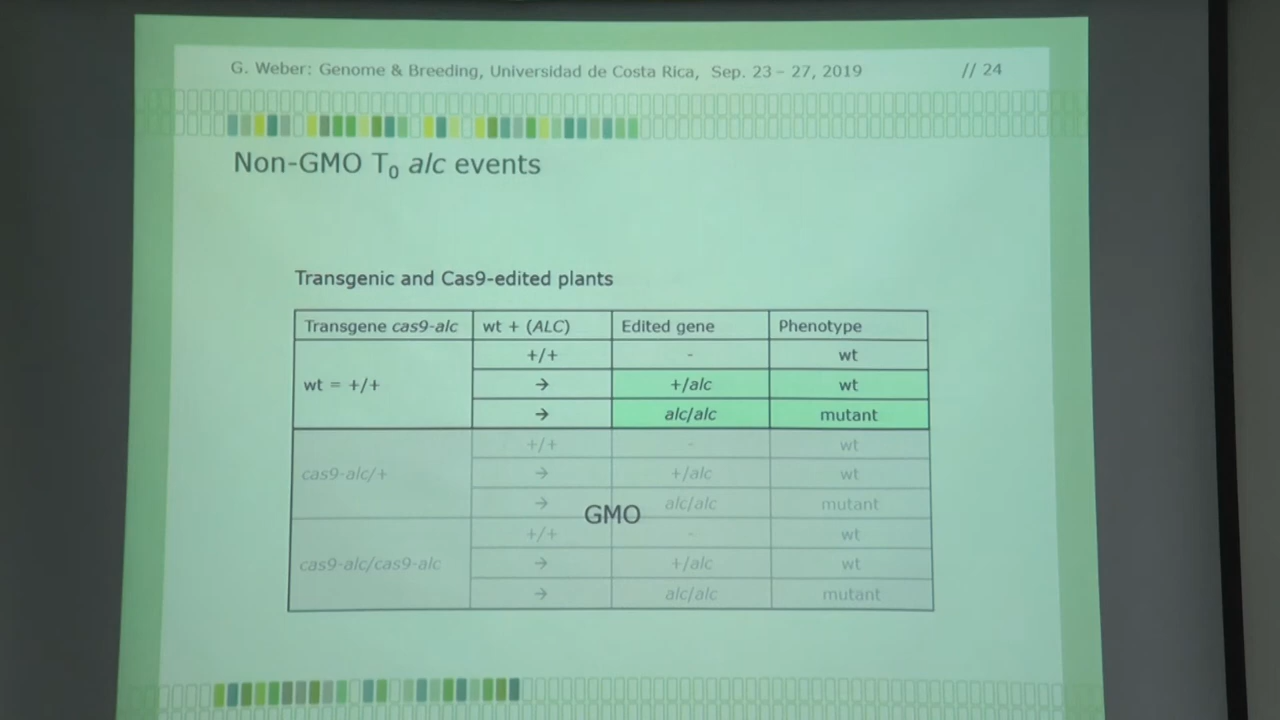 G. Weber: Genome & Breeding, Universidad de Costa Rica, Sep. 23 – 27, 2019 // 24
Non-GMO T0 alc events
Transgenic and Cas9-edited plants
Transgene cas9-alc wt + (ALC) Edited gene Phenotype
+/+ - wt
wt = +/+ → +/alc wt
→ alc/alc mutant
+/+ - wt
cas9-alc/+ → +/alc wt
→ alc/alc mutant
GMO
+/+ - wt
cas9-alc/cas9-alc → +/alc wt
→ alc/alc mutant